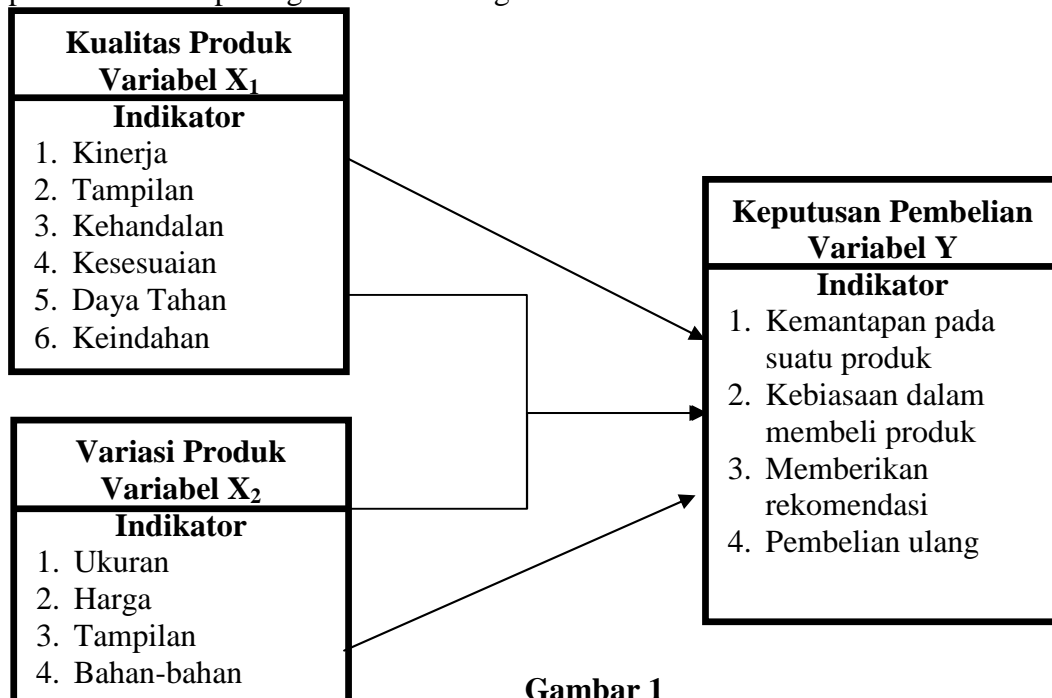 Kualitas Produk
Variabel X1
Indikator
1. Kinerja
2. Tampilan
3. Kehandalan
4. Kesesuaian
5. Daya Tahan
6. Keindahan
Variasi Produk
Variabel X2
Indikator
1. Ukuran
2. Harga
3. Tampilan
4. Bahan-bahan
Keputusan Pembelian
Variabel Y
Indikator
1. Kemantapan pada
suatu produk
2. Kebiasaan dalam
membeli produk
3. Memberikan
rekomendasi
4. Pembelian ulang
Gambar 1